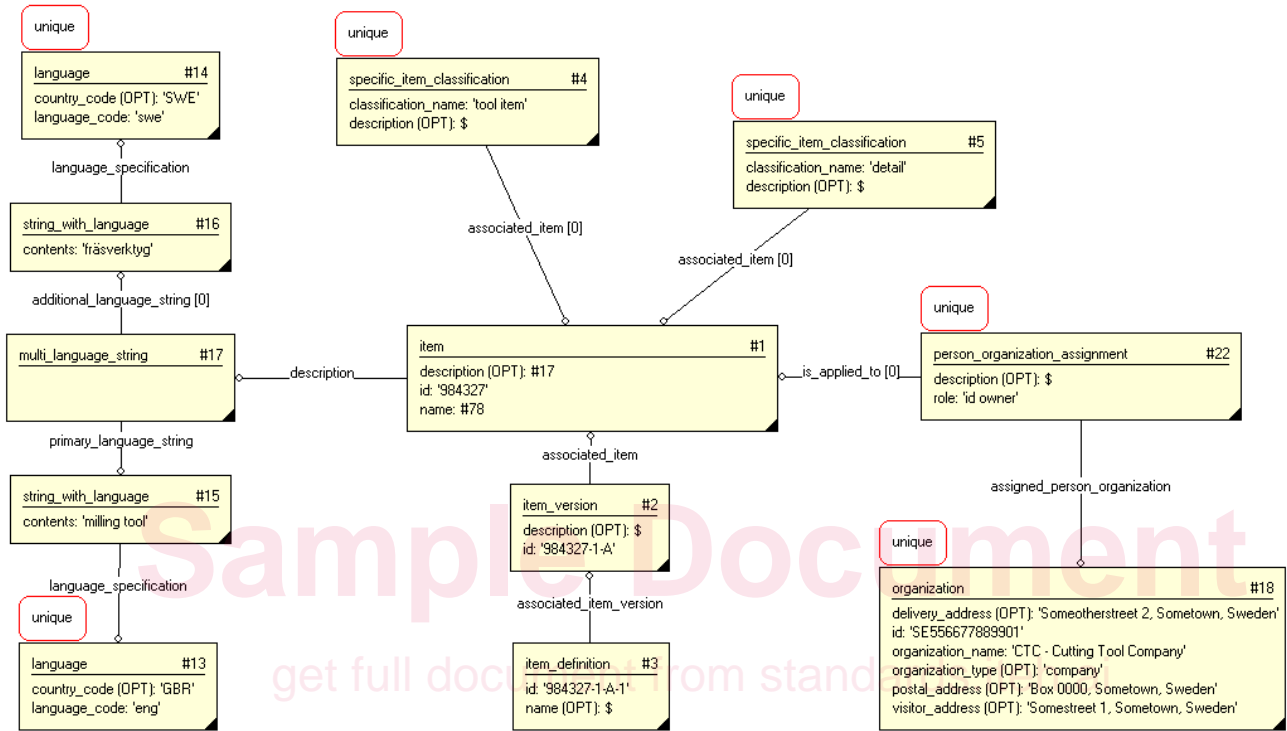 unique
language #14
country_code (OPT): 'SWE'
language_code: 'swe'
language_specification
string_with_language #16
contents: 'fräsverktyg'
additional_language_string [0]
multi_language_string #17
primary_language_string
string_with_language #15
contents: 'milling tool'
language_specification
unique
language #13
country_code (OPT): 'GBR'
language_code: 'eng'
description
unique
specific_item_classification #4
classification_name: 'tool item'
description (OPT): $
associated_item [0]
unique
specific_item_classification #5
classification_name: 'detail'
description (OPT): $
associated_item [0]
item #1
description (OPT): #17
id: '984327'
name: #78
associated_item
item_version #2
description (OPT): $
id: '984327-1-A'
associated_item_version
item_definition #3
id: '984327-1-A-1'
name (OPT): $
is_applied_to [0]
unique
person_organization_assignment #22
description (OPT): $
role: 'id owner'
assigned_person_organization
unique
organization #18
delivery_address (OPT): 'Someotherstreet 2, Sometown, Sweden'
id: 'SE556677889901'
organization_name: 'CTC - Cutting Tool Company'
organization_type (OPT): 'company'
postal_address (OPT): 'Box 0000, Sometown, Sweden'
visitor_address (OPT): 'Somestreet 1, Sometown, Sweden'
Sample Document
get full document from